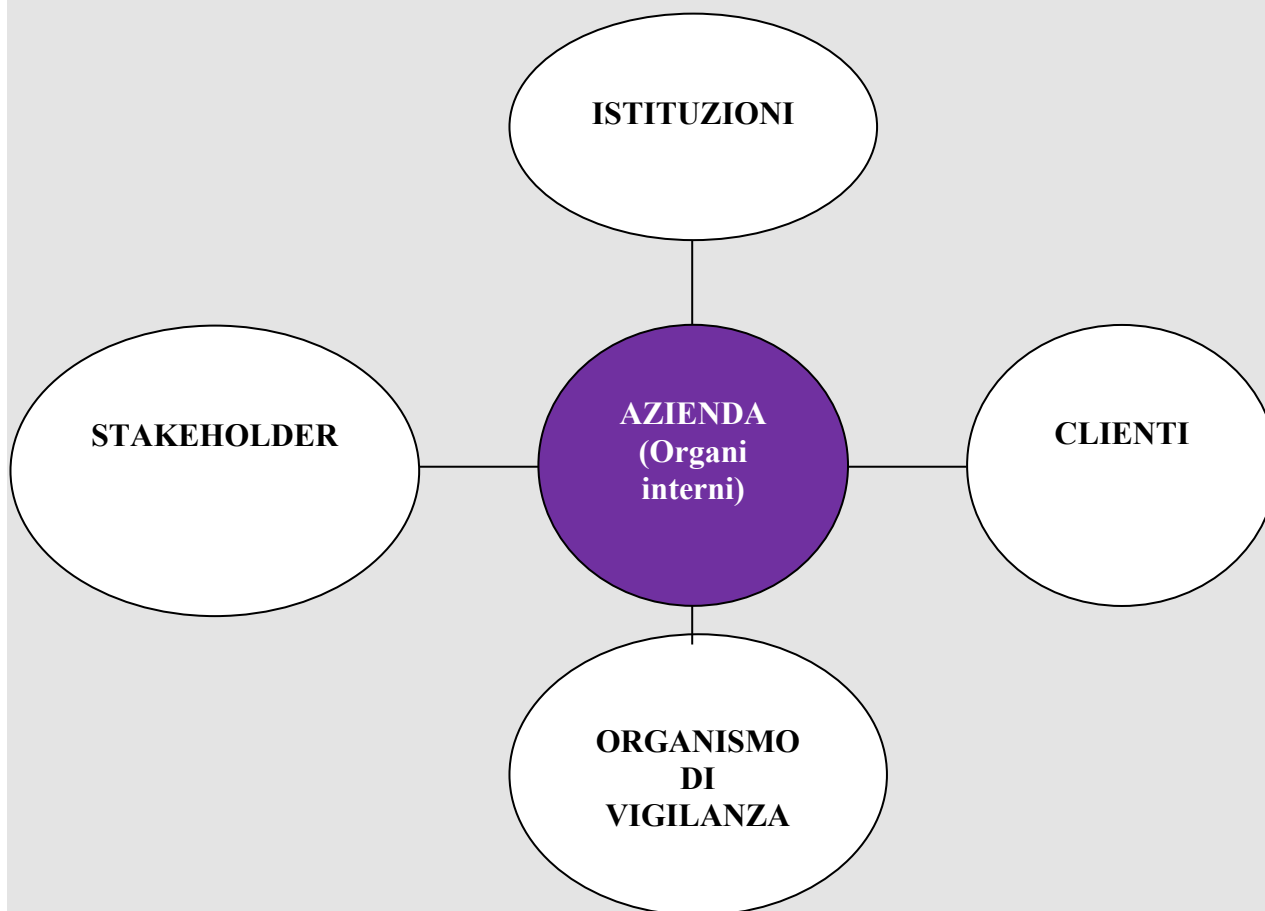 ISTITUZIONI
STAKEHOLDER
AZIENDA
(Organi
interni)
CLIENTI
ORGANISMO
DI
VIGILANZA